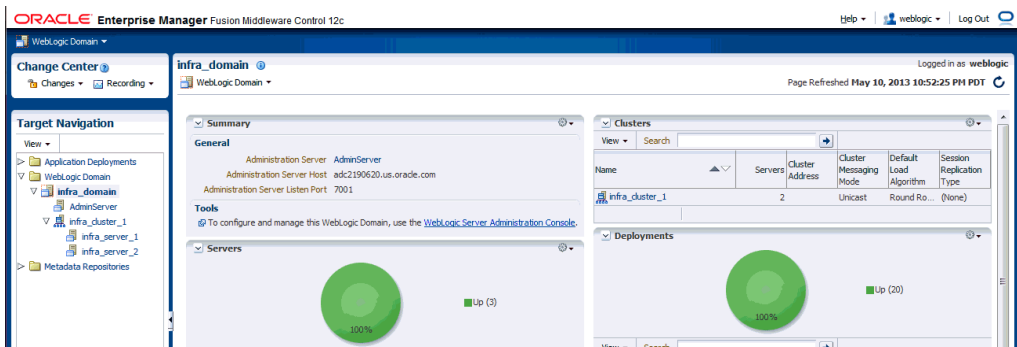 ORACLE Enterprise Manager Fusion Middleware Control 12c
Help weblogic Log Out
WebLogic Domain
Change Center
Changes Recording
Target Navigation
View
Application Deployments
WebLogic Domain
infra_domain
AdminServer
infra_cluster_1
infra_server_1
infra_server_2
Metadata Repositories
infra_domain
Logged in as weblogic
WebLogic Domain
Page Refreshed May 10, 2013 10:52:25 PM PDT
Summary
General
Administration Server AdminServer
Administration Server Host adc2190620.us.oracle.com
Administration Server Listen Port 7001
Tools
To configure and manage this WebLogic Domain, use the WebLogic Server Administration Console.
Servers
Up (3)
100%
Clusters
View Search
Name Servers Cluster Address Cluster Messaging Mode Default Load Algorithm Session Replication Type
infra_cluster_1 2 Unicast Round Ro... (None)
Deployments
Up (20)
100%
View Search